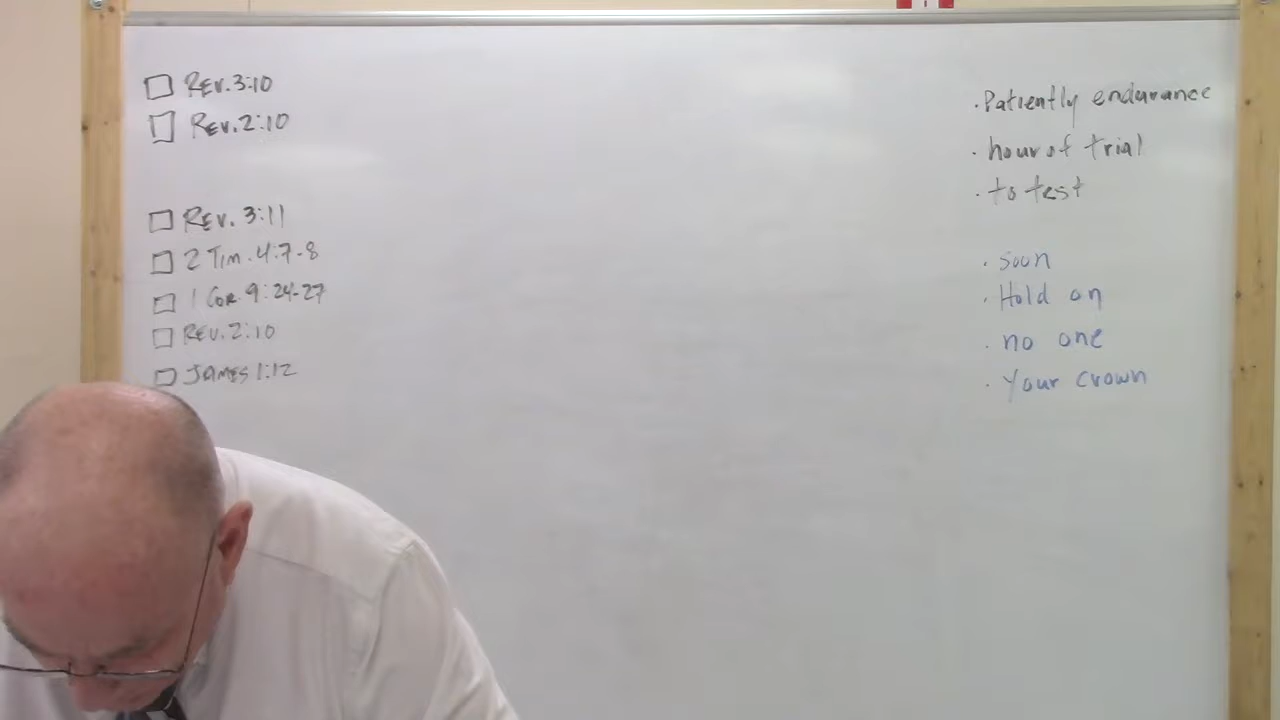 Rev. 3:10
Rev. 2:10
Rev. 3:11
2 Tim. 4:7-8
1 Cor. 9:24-27
Rev. 2:10
James 1:12
· Patiently endurance
· hour of trial
· to test
· soon
· Hold on
· no one
· Your crown